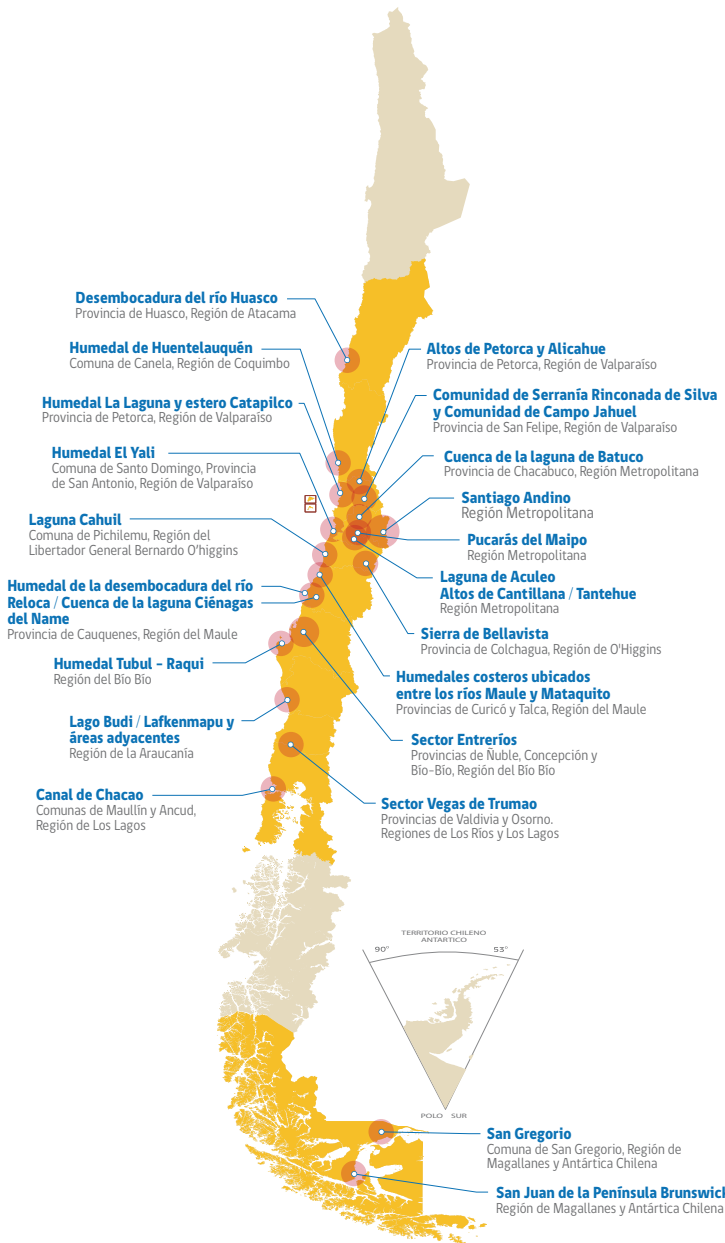 Desembocadura del río Huasco
Provincia de Huasco, Región de Atacama
Humedal de Huentelauquén
Comuna de Canela, Región de Coquimbo
Humedal La Laguna y estero Catapilco
Provincia de Petorca, Región de Valparaíso
Humedal El Yali
Comuna de Santo Domingo, Provincia
de San Antonio, Región de Valparaíso
Laguna Cahuil
Comuna de Pichilemu, Región del
Libertador General Bernardo O'higgins
Humedal de la desembocadura del río
Reloca / Cuenca de la laguna Ciénagas
del Name
Provincia de Cauquenes, Región del Maule
Humedal Tubul - Raqui
Región del Bío Bío
Lago Budi / Lafkenmapu y
áreas adyacentes
Región de la Araucanía
Canal de Chacao
Comunas de Maullín y Ancud,
Región de Los Lagos
Altos de Petorca y Alicahue
Provincia de Petorca, Región de Valparaíso
Comunidad de Serranía Rinconada de Silva
y Comunidad de Campo Jahuel
Provincia de San Felipe, Región de Valparaíso
Cuenca de la laguna de Batuco
Provincia de Chacabuco, Región Metropolitana
Santiago Andino
Región Metropolitana
Pucarás del Maipo
Región Metropolitana
Laguna de Aculeo
Altos de Cantillana / Tantehue
Región Metropolitana
Sierra de Bellavista
Provincia de Colchagua, Región de O'Higgins
Humedales costeros ubicados
entre los ríos Maule y Mataquito
Provincias de Curicó y Talca, Región del Maule
Sector Entreríos
Provincias de Ñuble, Concepción y
Bío-Bío, Región del Bío Bío
Sector Vegas de Trumao
Provincias de Valdivia y Osorno.
Regiones de Los Ríos y Los Lagos
TERRITORIO CHILENO
ANTARTICO
90° 53°
POLO SUR
San Gregorio
Comuna de San Gregorio, Región de
Magallanes y Antártica Chilena
San Juan de la Península Brunswick
Región de Magallanes y Antártica Chilena